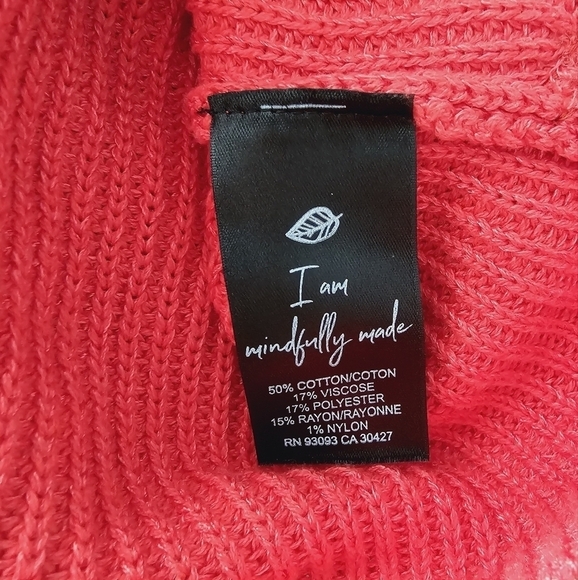 I am
mindfully made
50% COTTON/COTON
17% VISCOSE
17% POLYESTER
15% RAYON/RAYONNE
1% NYLON
RN 93093 CA 30427